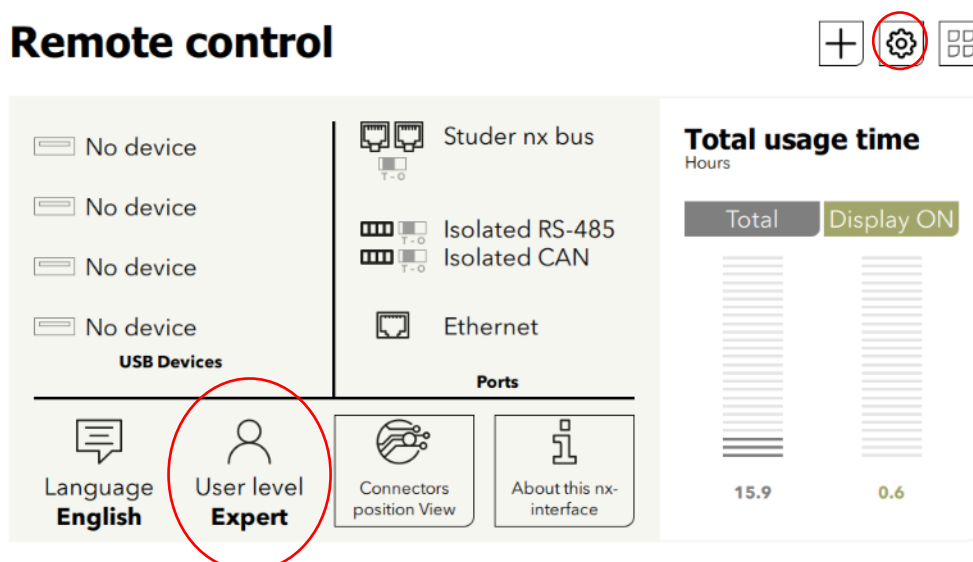 Remote control
No device
No device
No device
No device
USB Devices
Studer nx bus
T - O
Isolated RS-485
T - O
Isolated CAN
T - O
Ethernet
Ports
Language
English
User level
Expert
Connectors
position View
About this nx-
interface
Total usage time
Hours
Total
Display ON
15.9
0.6